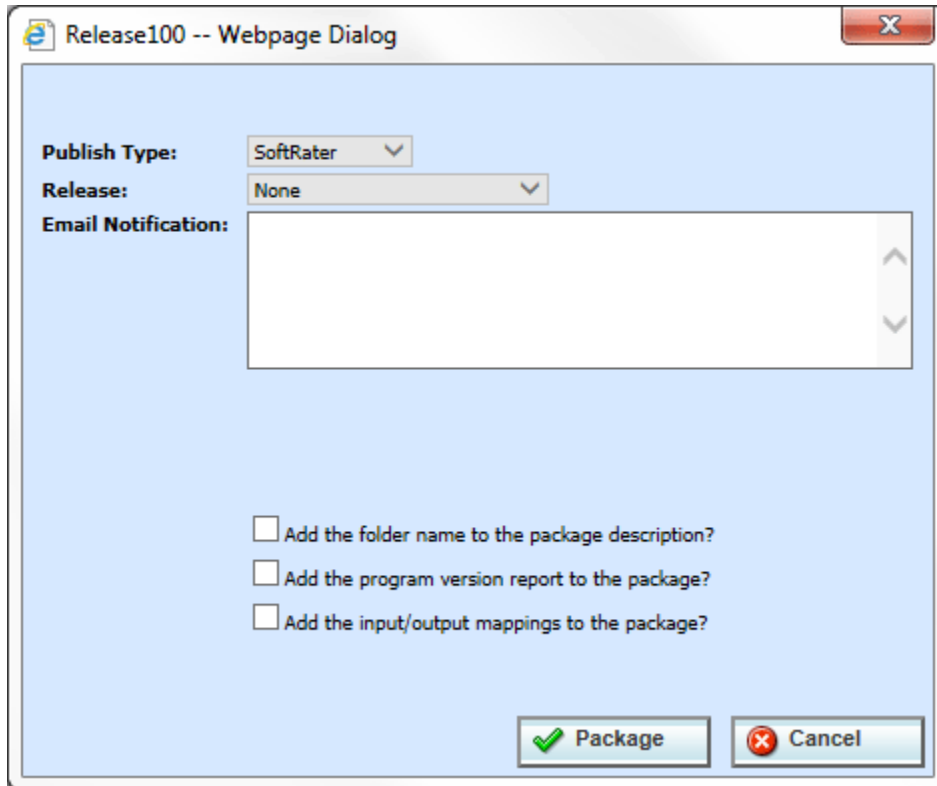 Release100 -- Webpage Dialog
Publish Type: SoftRater
Release: None
Email Notification:
Add the folder name to the package description?
Add the program version report to the package?
Add the input/output mappings to the package?
Package Cancel